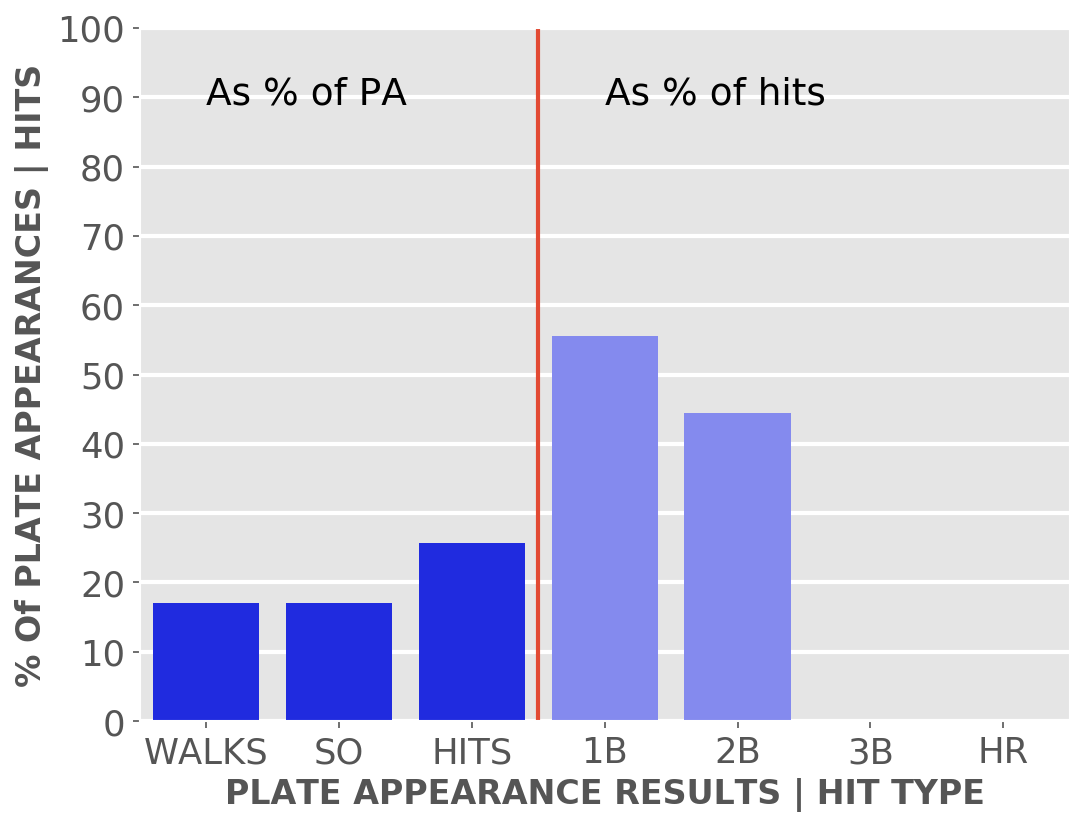 % Of PLATE APPEARANCES | HITS
100
90
80
70
60
50
40
30
20
10
0
As % of PA
As % of hits
WALKS SO HITS 1B 2B 3B HR
PLATE APPEARANCE RESULTS | HIT TYPE